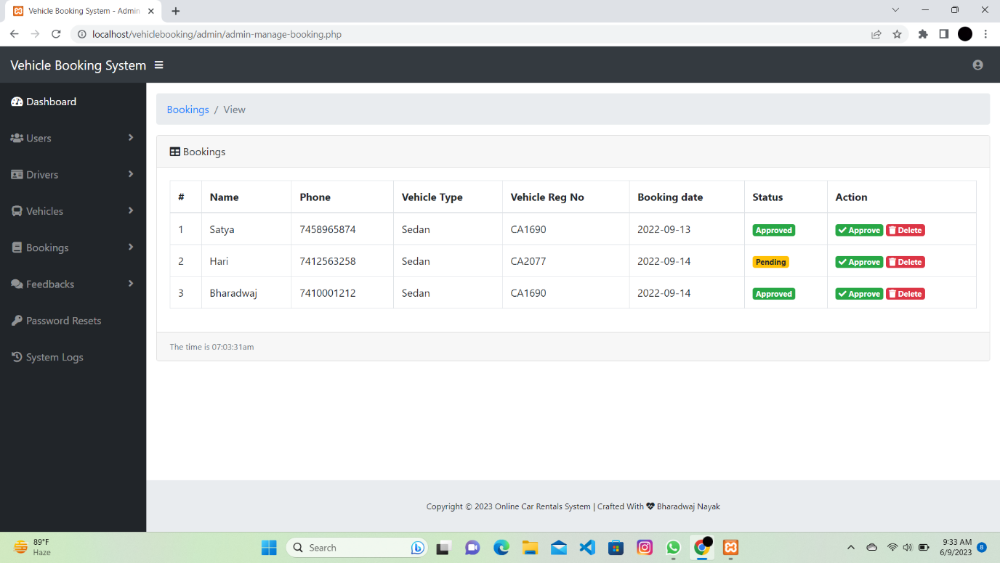 Vehicle Booking System - Admin
localhost/vehiclebooking/admin/admin-manage-booking.php
Vehicle Booking System
Dashboard
Users
Drivers
Vehicles
Bookings
Feedbacks
Password Resets
System Logs
Bookings / View
Bookings
# Name Phone Vehicle Type Vehicle Reg No Booking date Status Action
1 Satya 7458965874 Sedan CA1690 2022-09-13 Approved Approve Delete
2 Hari 7412563258 Sedan CA2077 2022-09-14 Pending Approve Delete
3 Bharadwaj 7410001212 Sedan CA1690 2022-09-14 Approved Approve Delete
The time is 07:03:31am
Copyright © 2023 Online Car Rentals System | Crafted With Bharadwaj Nayak
89°F
Haze
Search
9:33 AM
6/9/2023
8